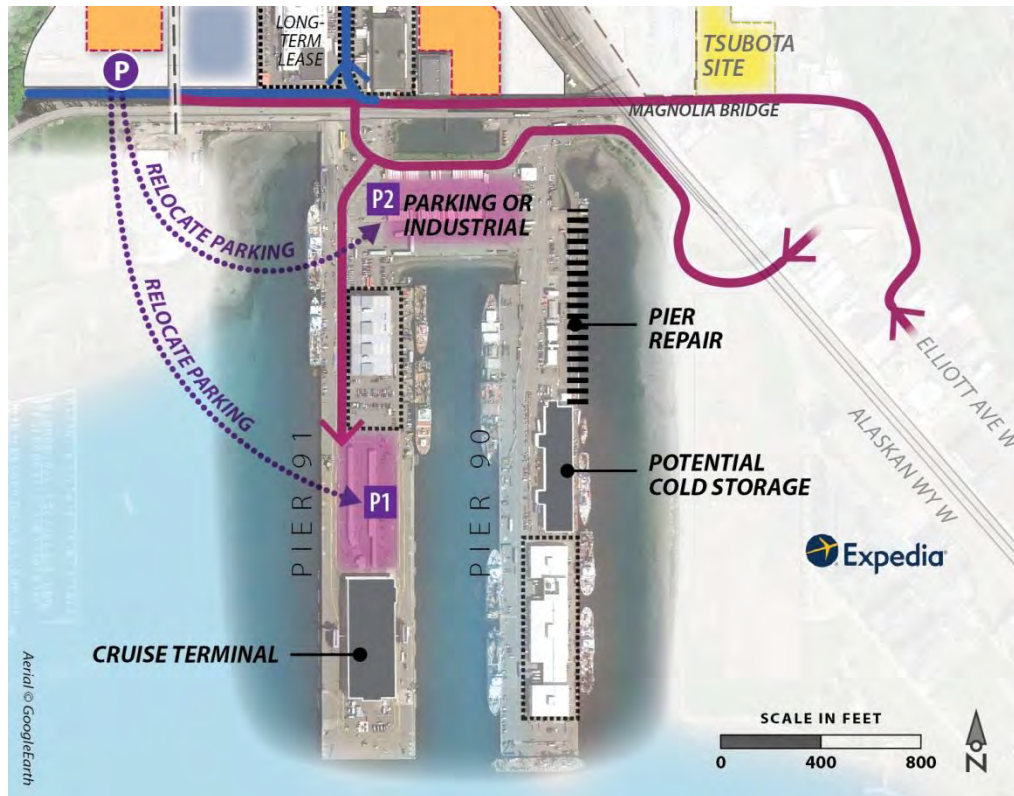 LONG-
TERM
LEASE
TSUBOTA
SITE
P
MAGNOLIA BRIDGE
RELOCATE PARKING
P2
PARKING OR
INDUSTRIAL
RELOCATE PARKING
PIER
REPAIR
ELLIOTT AVE W
ALASKAN WY W
PIER 91
PIER 90
POTENTIAL
COLD STORAGE
P1
Expedia
CRUISE TERMINAL
Aerial © GoogleEarth
SCALE IN FEET
0 400 800
N